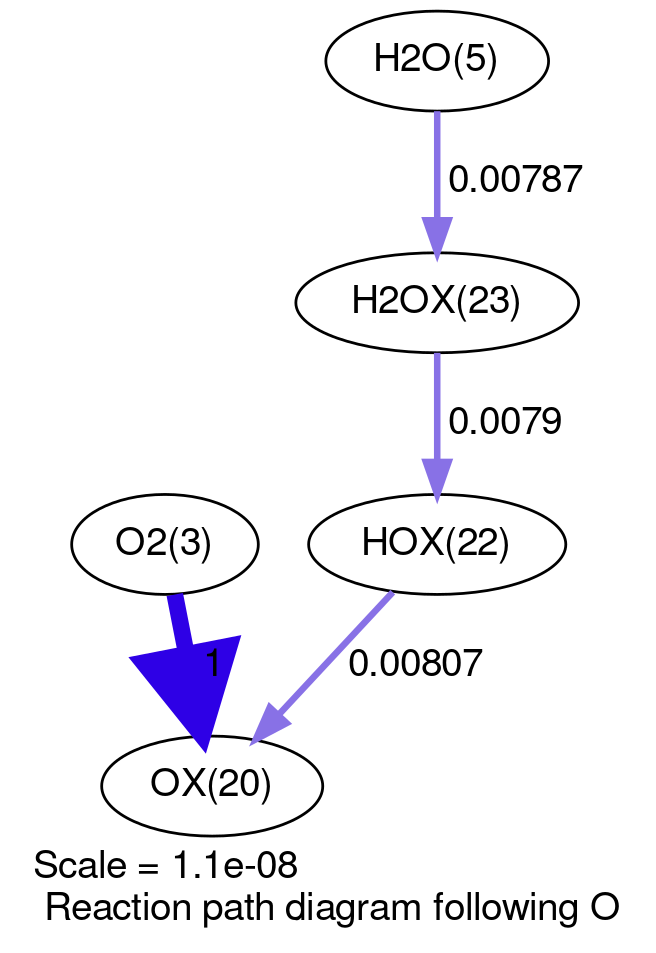 H2O(5)
0.00787
H2OX(23)
0.0079
O2(3)
HOX(22)
1
0.00807
OX(20)
Scale = 1.1e-08
Reaction path diagram following O